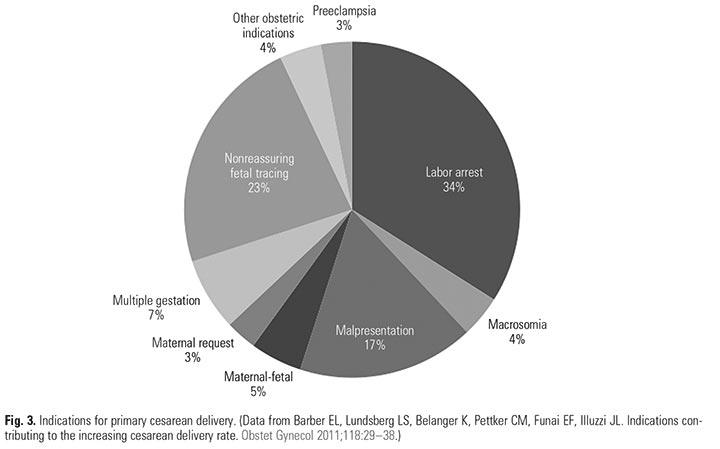 Preeclampsia
3%
Other obstetric
indications
4%
Nonreassuring
fetal tracing
23%
Labor arrest
34%
Multiple gestation
7%
Macrosomia
4%
Malpresentation
17%
Maternal request
3%
Maternal-fetal
5%
Fig. 3. Indications for primary cesarean delivery. (Data from Barber EL, Lundsberg LS, Belanger K, Pettker CM, Funai EF, Illuzzi JL. Indications con-
tributing to the increasing cesarean delivery rate. Obstet Gynecol 2011;118:29–38.)